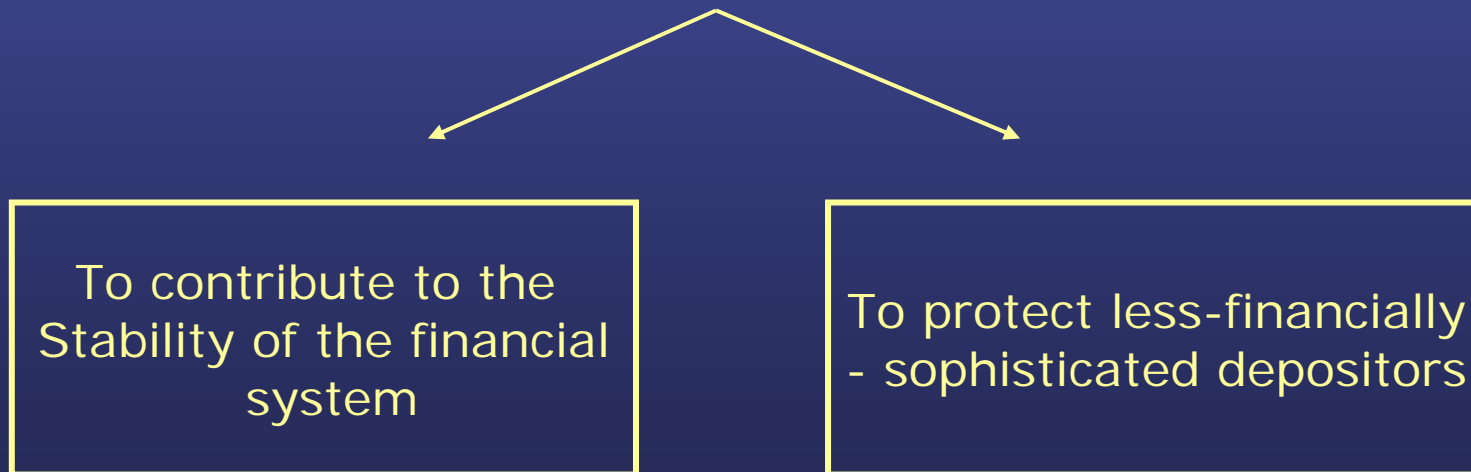 To contribute to the
Stability of the financial
system
To protect less-financially
- sophisticated depositors